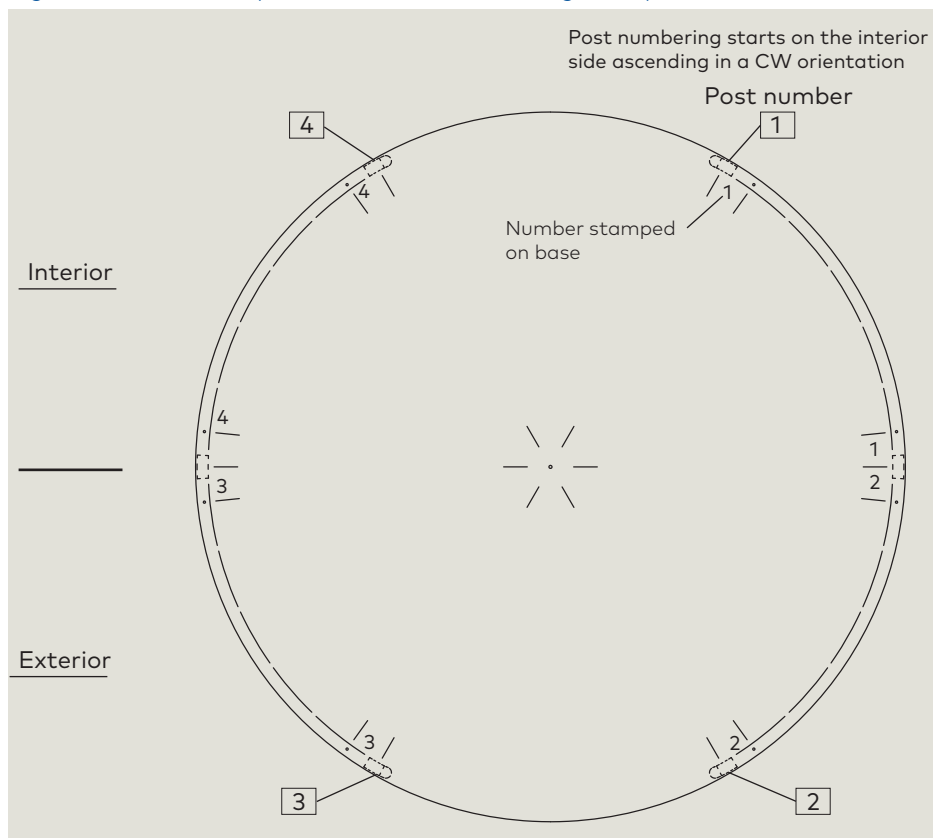 Post numbering starts on the interior
side ascending in a CW orientation
Post number
4
1
4
1
Number stamped
on base
Interior
4
1
3
2
Exterior
3
2
3
2